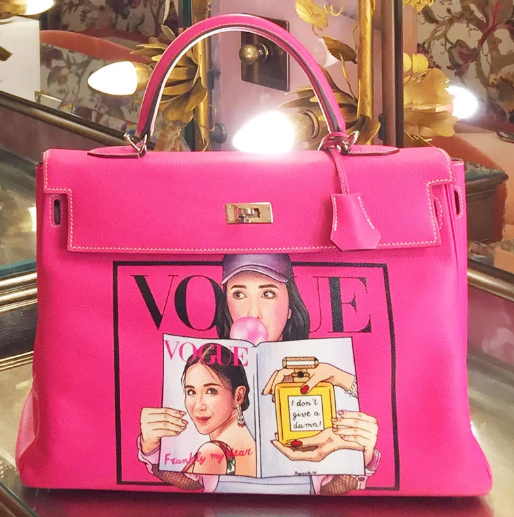 VOGUE
VOGUE
Frankly my dear
I don't
give a
damn!